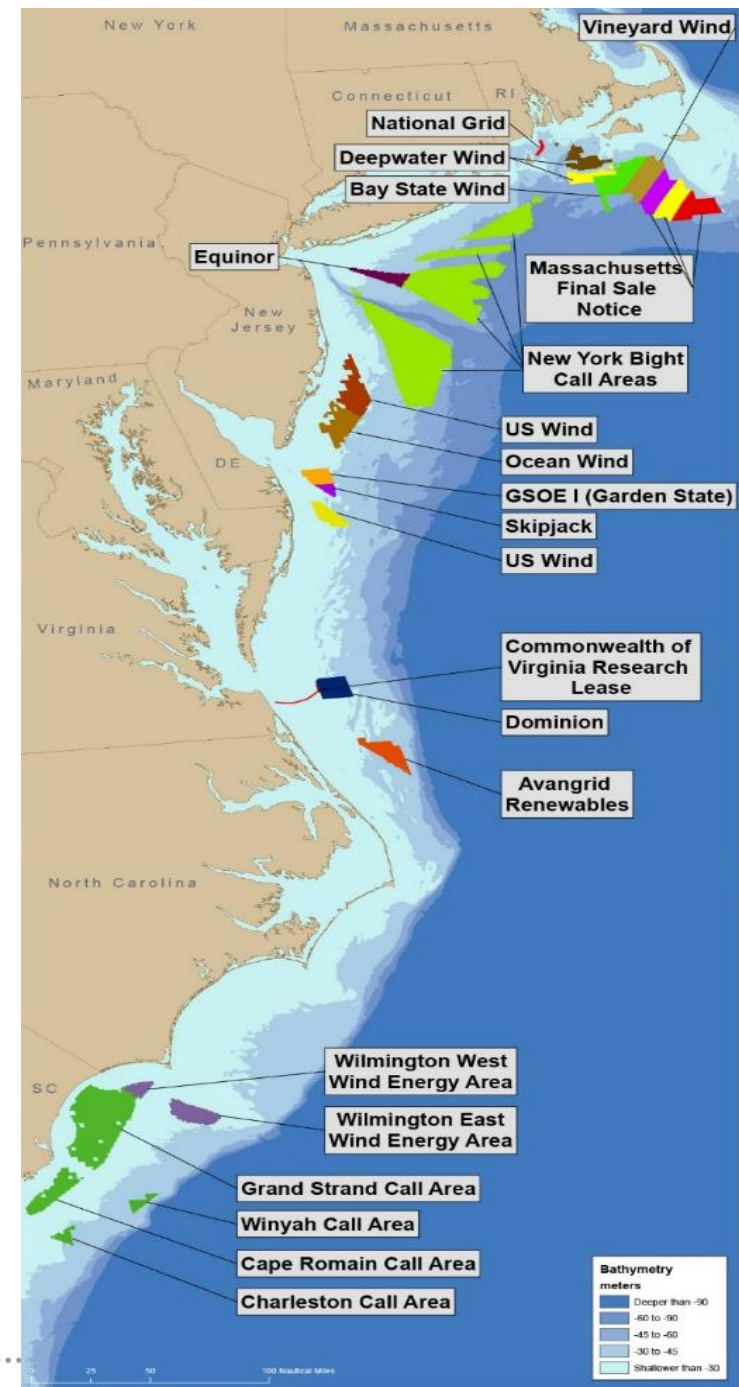 New York
Massachusetts
Vineyard Wind
Connecticut
RI
National Grid
Deepwater Wind
Bay State Wind
Pennsylvania
Equinor
Massachusetts
Final Sale
Notice
New
Jersey
New York Bight
Call Areas
Maryland
US Wind
DE
Ocean Wind
GSOE I (Garden State)
Skipjack
US Wind
Virginia
Commonwealth of
Virginia Research
Lease
Dominion
Avangrid
Renewables
North Carolina
Wilmington West
Wind Energy Area
SC
Wilmington East
Wind Energy Area
Grand Strand Call Area
Winyah Call Area
Cape Romain Call Area
Charleston Call Area
Bathymetry
meters
Deeper than -90
-60 to -90
-45 to -60
-30 to -45
Shallower than -30
0 25 50 100 Nautical Miles